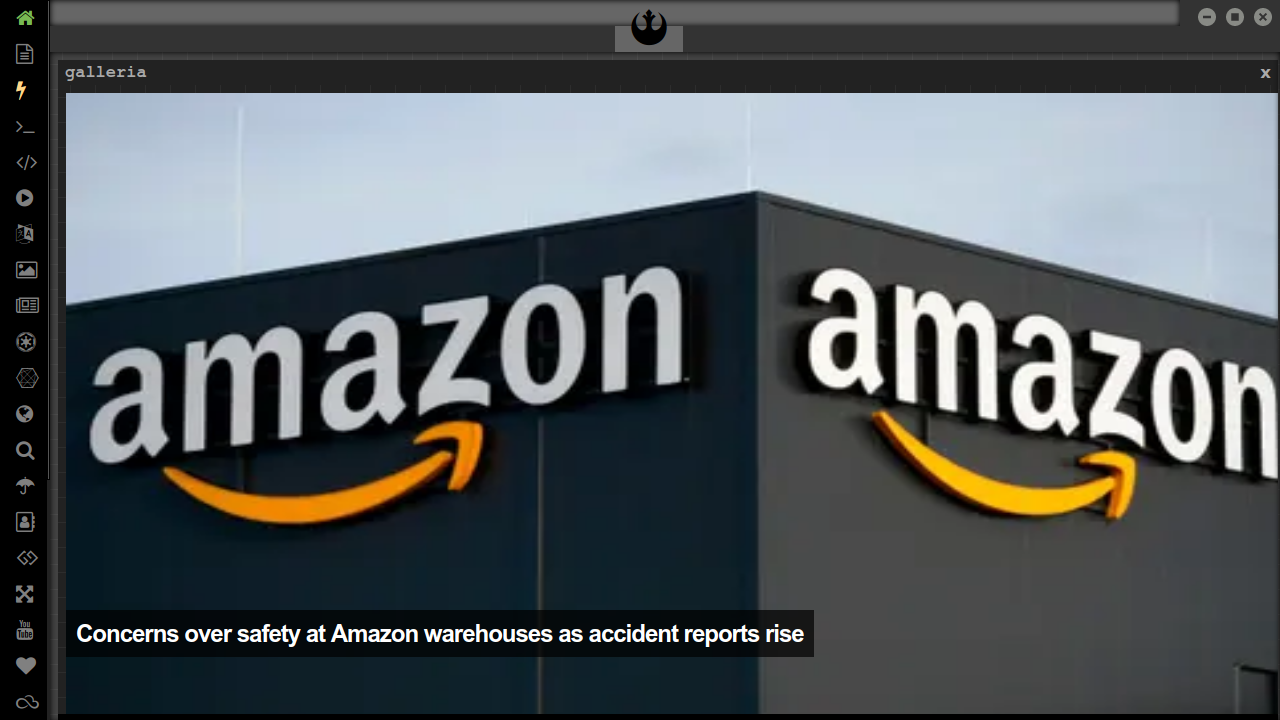 galleria
x
amazon
amazon
Concerns over safety at Amazon warehouses as accident reports rise
You
Tube